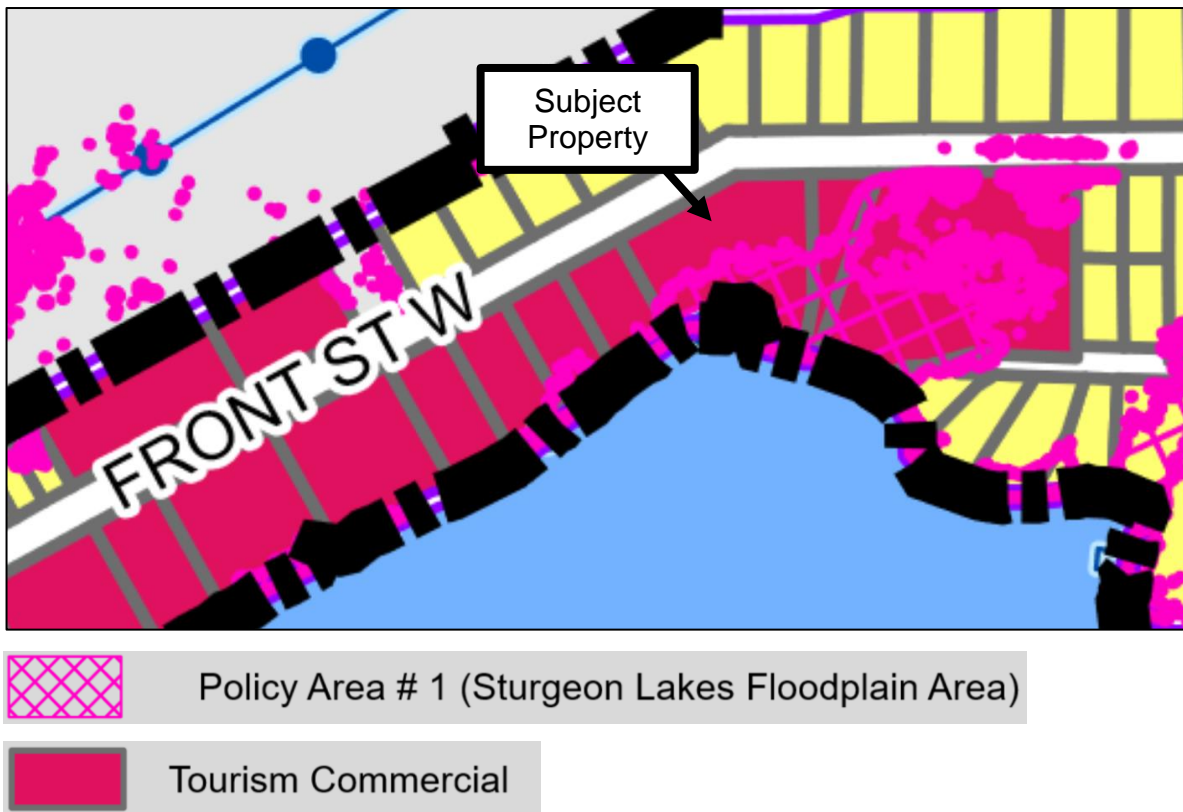 Subject
Property
FRONT ST W
Policy Area # 1 (Sturgeon Lakes Floodplain Area)
Tourism Commercial